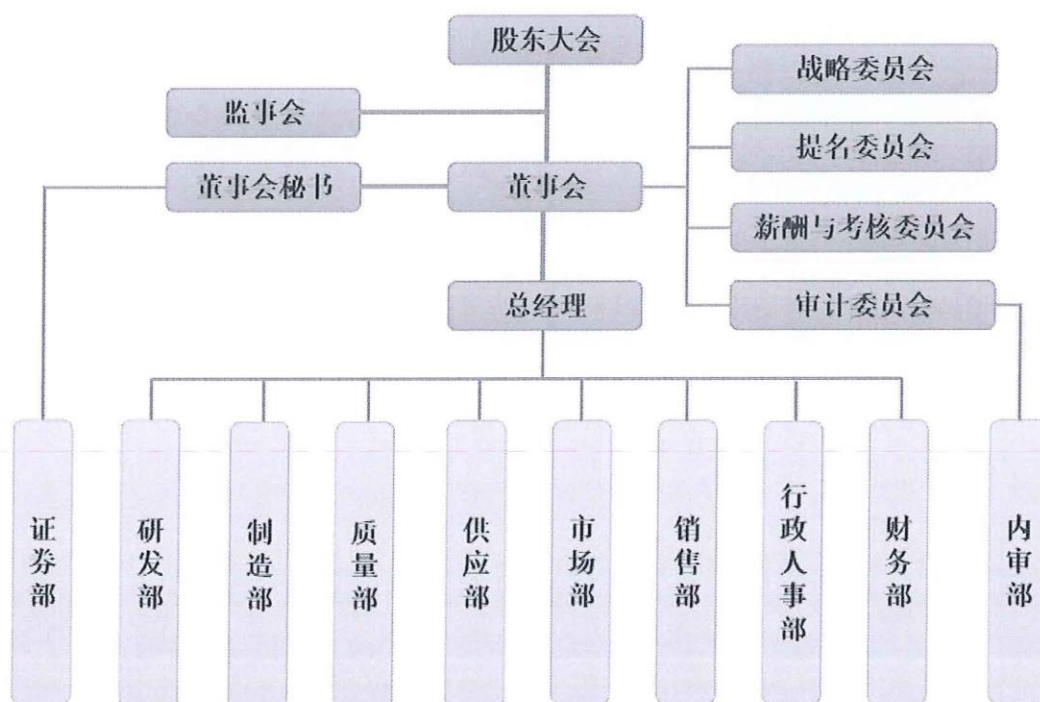 股东大会
战略委员会
监事会
提名委员会
董事会秘书
董事会
薪酬与考核委员会
总经理
审计委员会
证券部
研发部
制造部
质量部
供应部
市场部
销售部
行政人事部
财务部
内审部